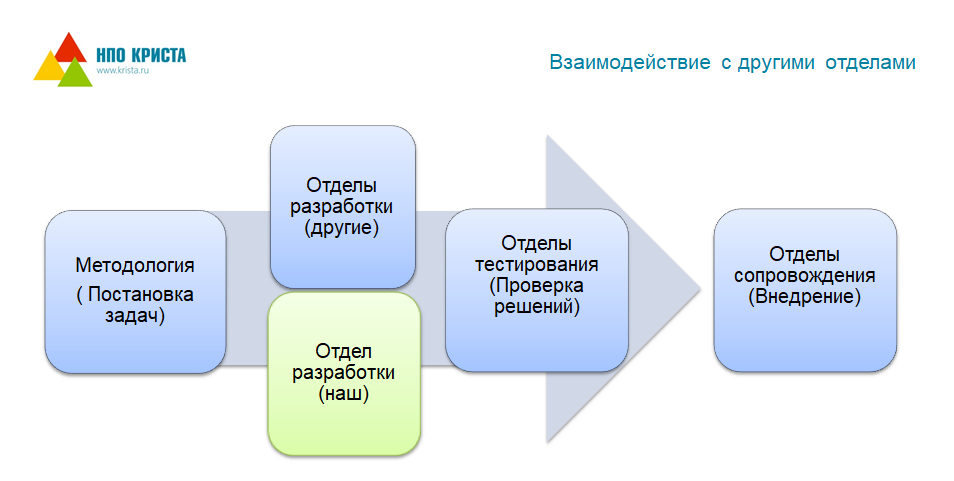 НПО КРИСТА
www.krista.ru
Взаимодействие с другими отделами
Методология
( Постановка
задач)
Отделы
разработки
(другие)
Отдел
разработки
(наш)
Отделы
тестирования
(Проверка
решений)
Отделы
сопровождения
(Внедрение)